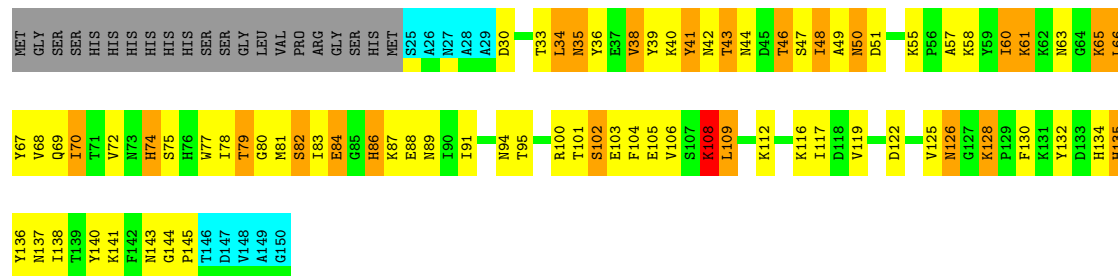 MET GLY SER SER HIS HIS HIS HIS HIS HIS SER SER GLY LEU VAL PRO ARG GLY SER HIS MET S25 A26 N27 A28 A29 D30 T33 L34 N35 Y36 E37 V38 Y39 K40 Y41 N42 T43 N44 D45 T46 S47 I48 A49 N50 D51 K55 P56 A57 K58 Y59 I60 K61 K62 N63 G64 K65 L66
Y67 V68 Q69 I70 T71 V72 N73 H74 S75 H76 W77 I78 T79 G80 M81 S82 I83 E84 G85 H86 K87 E88 N89 I90 I91 N94 T95 R100 T101 S102 E103 F104 E105 V106 S107 K108 L109 K112 K116 I117 D118 V119 D122 V125 N126 G127 K128 P129 F130 K131 Y132 D133 H134 H135
Y136 N137 I138 T139 Y140 K141 F142 N143 G144 P145 T146 D147 V148 A149 G150